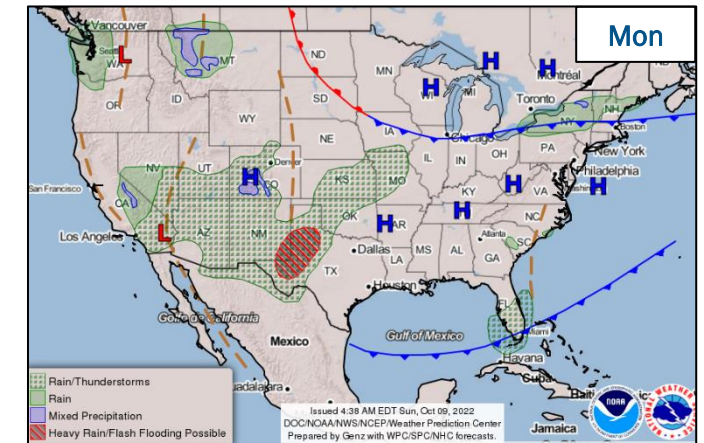 Mon
Vancouver
Seattle
WA
L
MT
ND
MN
H
H
H
WI
MI
Montréal
Toronto
NH
NY
Boston
OR
ID
WY
SD
NE
IA
Chicago
IL
IN
OH
PA
New York
Philadelphia
H
San Francisco
NV
UT
CA
Denver
H
CO
KS
MO
KY
H
VA
Los Angeles
L
AZ
NM
OK
H
AR
H
NC
Atlanta
SC
Dallas
TX
LA
MS
AL
GA
Houston
FL
Miami
Golfo de California
Mexico
Gulf of Mexico
Havana
Cuba
Jamaica
Rain/Thunderstorms
Rain
Mixed Precipitation
Heavy Rain/Flash Flooding Possible
Issued 4:38 AM EDT Sun, Oct 09, 2022
DOC/NOAA/NWS/NCEP/Weather Prediction Center
Prepared by Genz with WPC/SPC/NHC forecasts.
NOAA